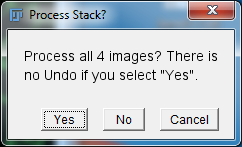 Process Stack?
Process all 4 images? There is
no Undo if you select "Yes".
Yes No Cancel